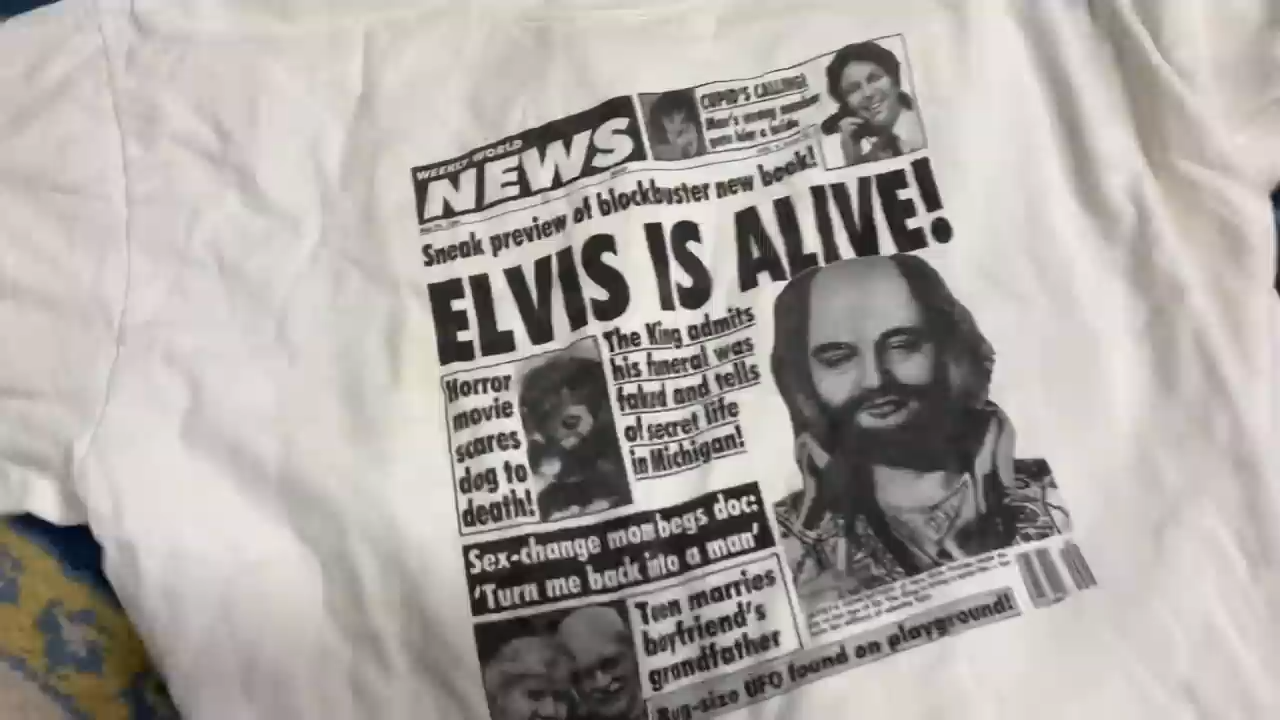 WEEKLY WORLD
NEWS
CUPID'S CALLING!
Sneak preview of blockbuster new book!
ELVIS IS ALIVE!
The King admits
his funeral was
faked and tells
of secret life
in Michigan!
Horror
movie
scares
dog to
death!
Sex-change mom begs doc:
'Turn me back into a man'
Teen marries
boyfriend's
grandfather
Bug-size UFO found on playground!